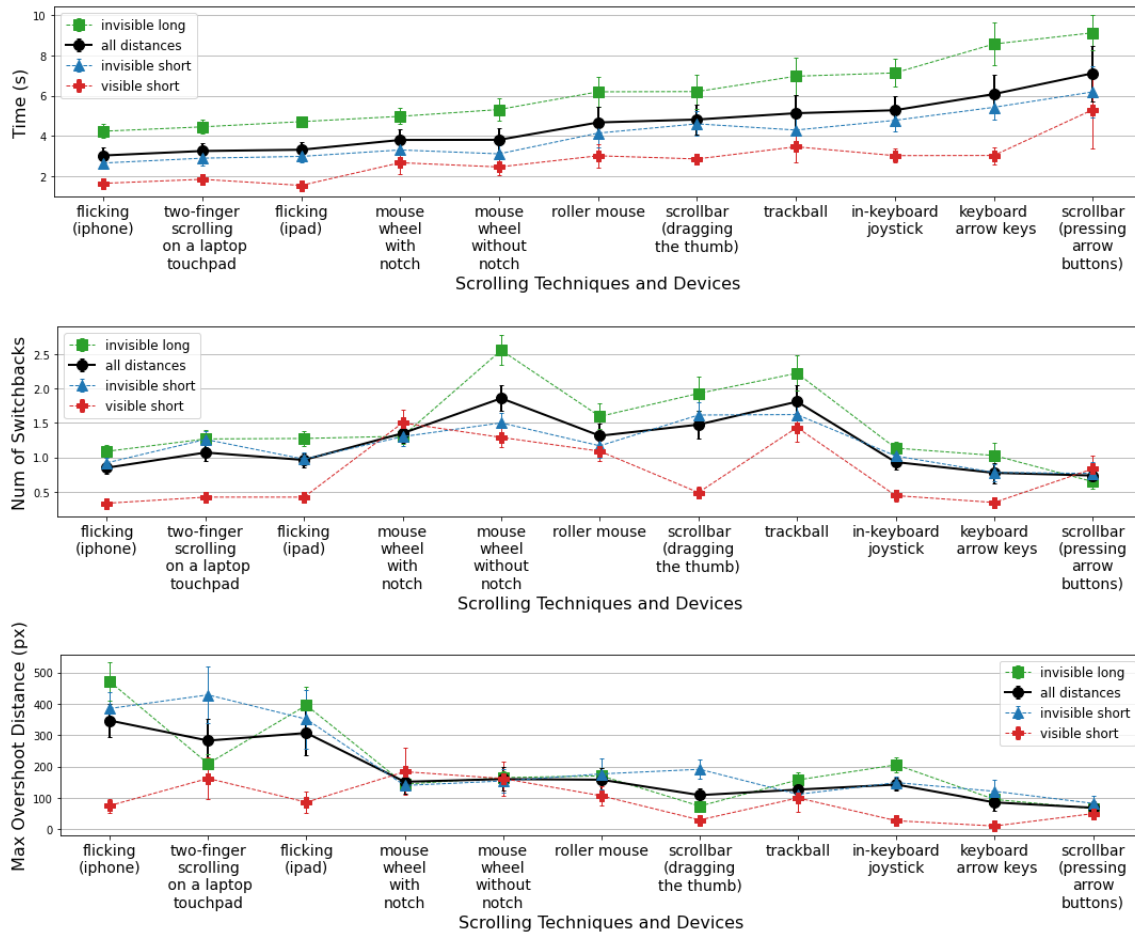 10
8
6
4
2
Time (s)
invisible long
all distances
invisible short
visible short
flicking
(iphone)
two-finger
scrolling
on a laptop
touchpad
flicking
(ipad)
mouse
wheel
with
notch
mouse
wheel
without
notch
roller mouse
scrollbar
(dragging
the thumb)
trackball
in-keyboard
joystick
keyboard
arrow keys
scrollbar
(pressing
arrow
buttons)
Scrolling Techniques and Devices
2.5
2.0
1.5
1.0
0.5
Num of Switchbacks
invisible long
all distances
invisible short
visible short
flicking
(iphone)
two-finger
scrolling
on a laptop
touchpad
flicking
(ipad)
mouse
wheel
with
notch
mouse
wheel
without
notch
roller mouse
scrollbar
(dragging
the thumb)
trackball
in-keyboard
joystick
keyboard
arrow keys
scrollbar
(pressing
arrow
buttons)
Scrolling Techniques and Devices
500
400
300
200
100
0
Max Overshoot Distance (px)
invisible long
all distances
invisible short
visible short
flicking
(iphone)
two-finger
scrolling
on a laptop
touchpad
flicking
(ipad)
mouse
wheel
with
notch
mouse
wheel
without
notch
roller mouse
scrollbar
(dragging
the thumb)
trackball
in-keyboard
joystick
keyboard
arrow keys
scrollbar
(pressing
arrow
buttons)
Scrolling Techniques and Devices